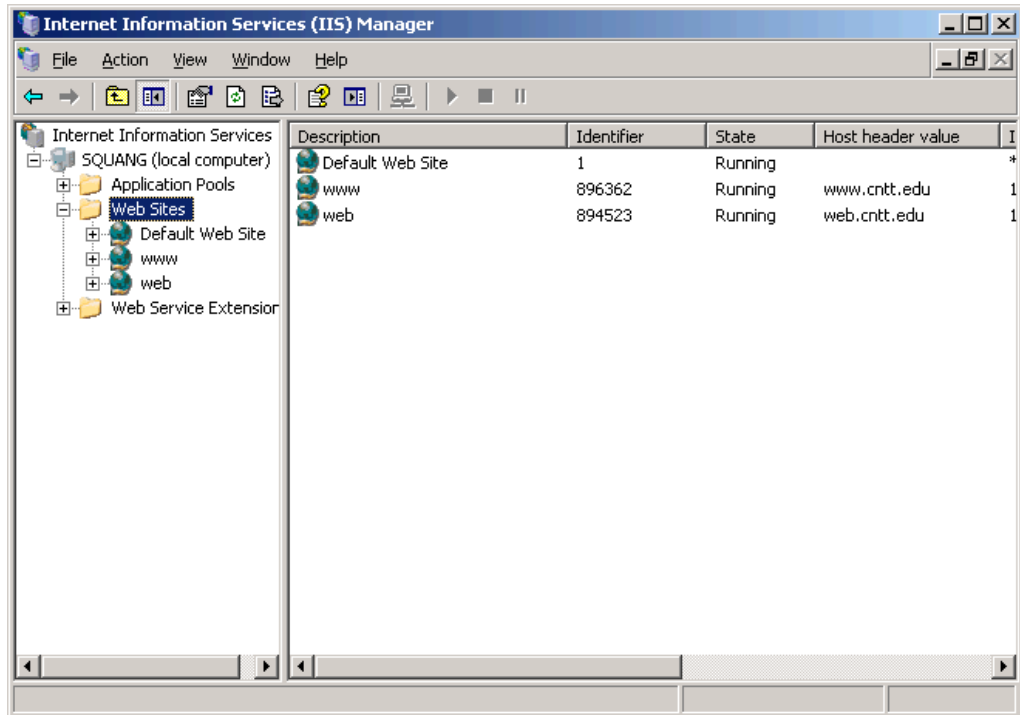 Internet Information Services (IIS) Manager
File Action View Window Help
Internet Information Services
SQUANG (local computer)
Application Pools
Web Sites
Default Web Site
www
web
Web Service Extension
Description Identifier State Host header value I
Default Web Site 1 Running *
www 896362 Running www.cntt.edu 1
web 894523 Running web.cntt.edu 1